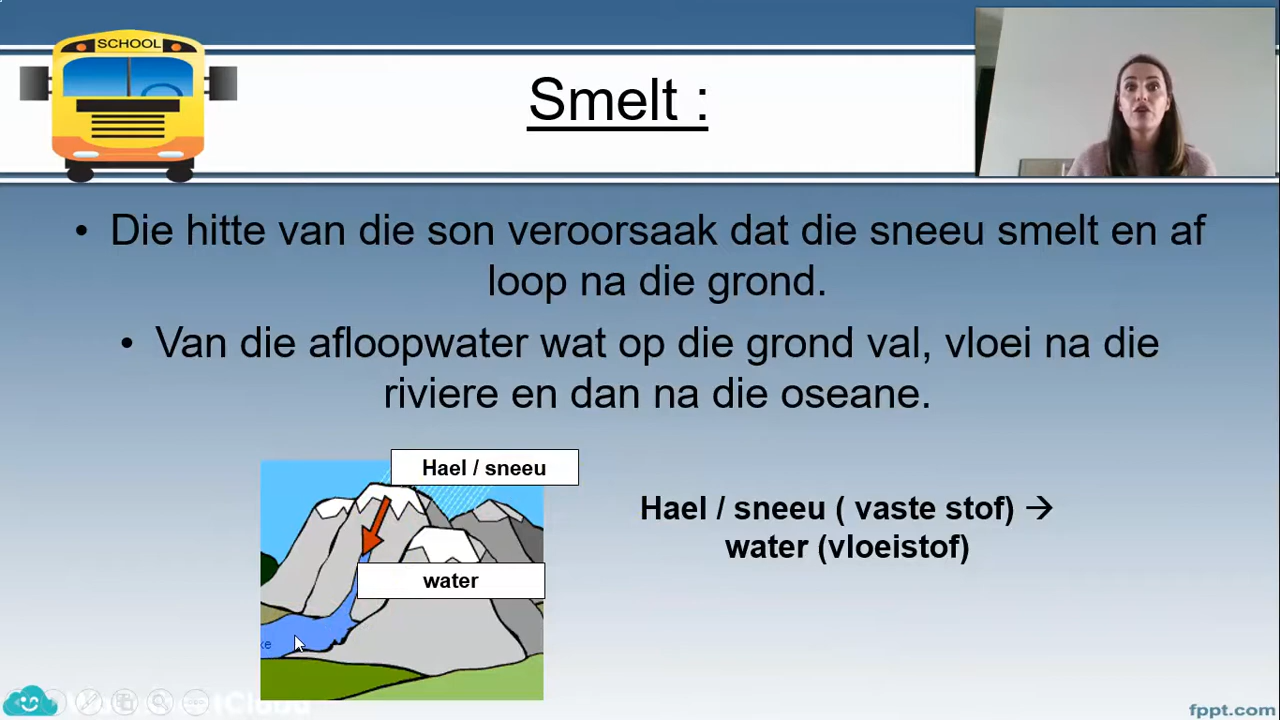 SCHOOL
Smelt :
• Die hitte van die son veroorsaak dat die sneeu smelt en af
loop na die grond.
• Van die afloopwater wat op die grond val, vloei na die
riviere en dan na die oseane.
Hael / sneeu
water
ke
Hael / sneeu ( vaste stof) →
water (vloeistof)
fppt.com